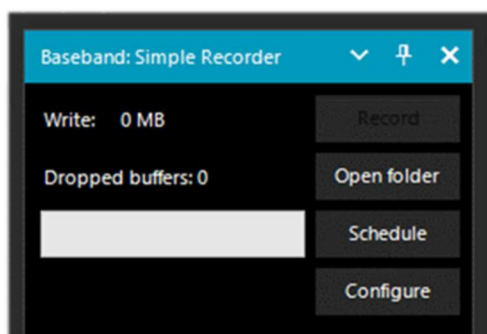 Baseband: Simple Recorder
Write: 0 MB
Record
Dropped buffers: 0
Open folder
Schedule
Configure